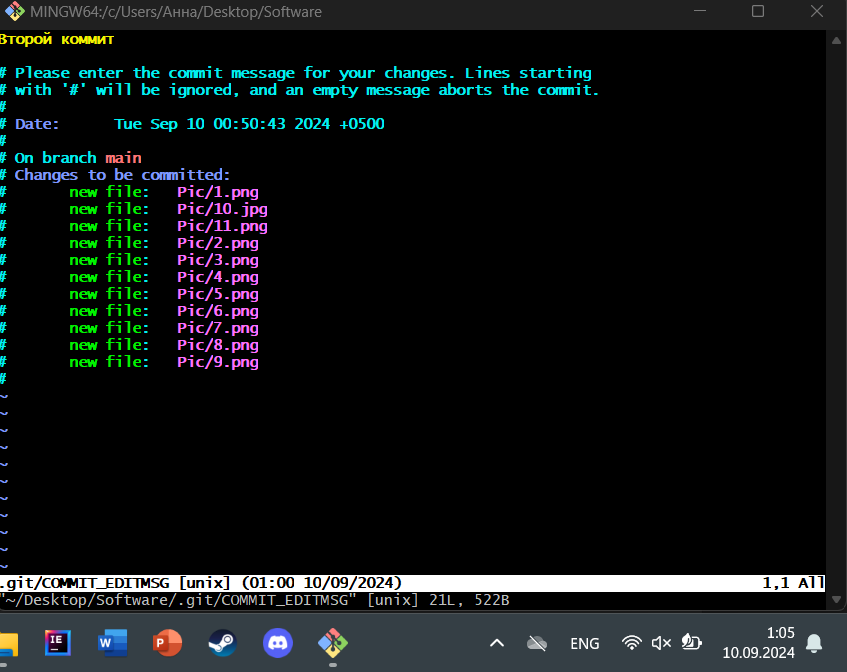 MINGW64:/c/Users/Анна/Desktop/Software
Второй коммит
# Please enter the commit message for your changes. Lines starting
# with '#' will be ignored, and an empty message aborts the commit.
#
# Date:      Tue Sep 10 00:50:43 2024 +0500
#
# On branch main
# Changes to be committed:
#       new file:   Pic/1.png
#       new file:   Pic/10.jpg
#       new file:   Pic/11.png
#       new file:   Pic/2.png
#       new file:   Pic/3.png
#       new file:   Pic/4.png
#       new file:   Pic/5.png
#       new file:   Pic/6.png
#       new file:   Pic/7.png
#       new file:   Pic/8.png
#       new file:   Pic/9.png
#
~
~
~
~
~
~
~
~
~
~
~
.git/COMMIT_EDITMSG [unix] (01:00 10/09/2024) 1,1 All
"~/Desktop/Software/.git/COMMIT_EDITMSG" [unix] 21L, 522B
IE
W
P
ENG
1:05
10.09.2024